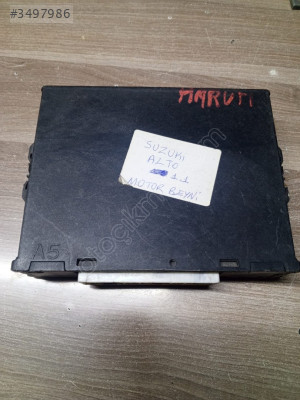 #3497986
MARUTI
SUZUKI
ALTO
1.1
MOTOR BEYNİ
A5